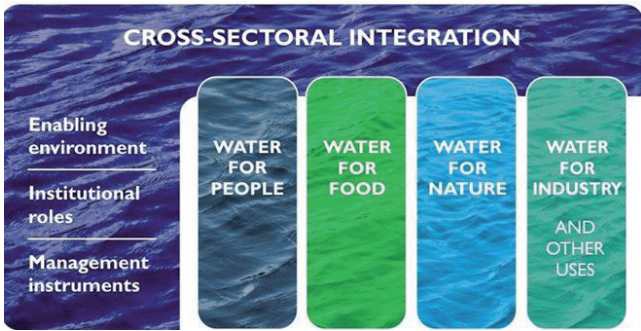 CROSS-SECTORAL INTEGRATION
Enabling
environment
Institutional
roles
Management
instruments
WATER
FOR
PEOPLE
WATER
FOR
FOOD
WATER
FOR
NATURE
WATER
FOR
INDUSTRY
AND
OTHER
USES